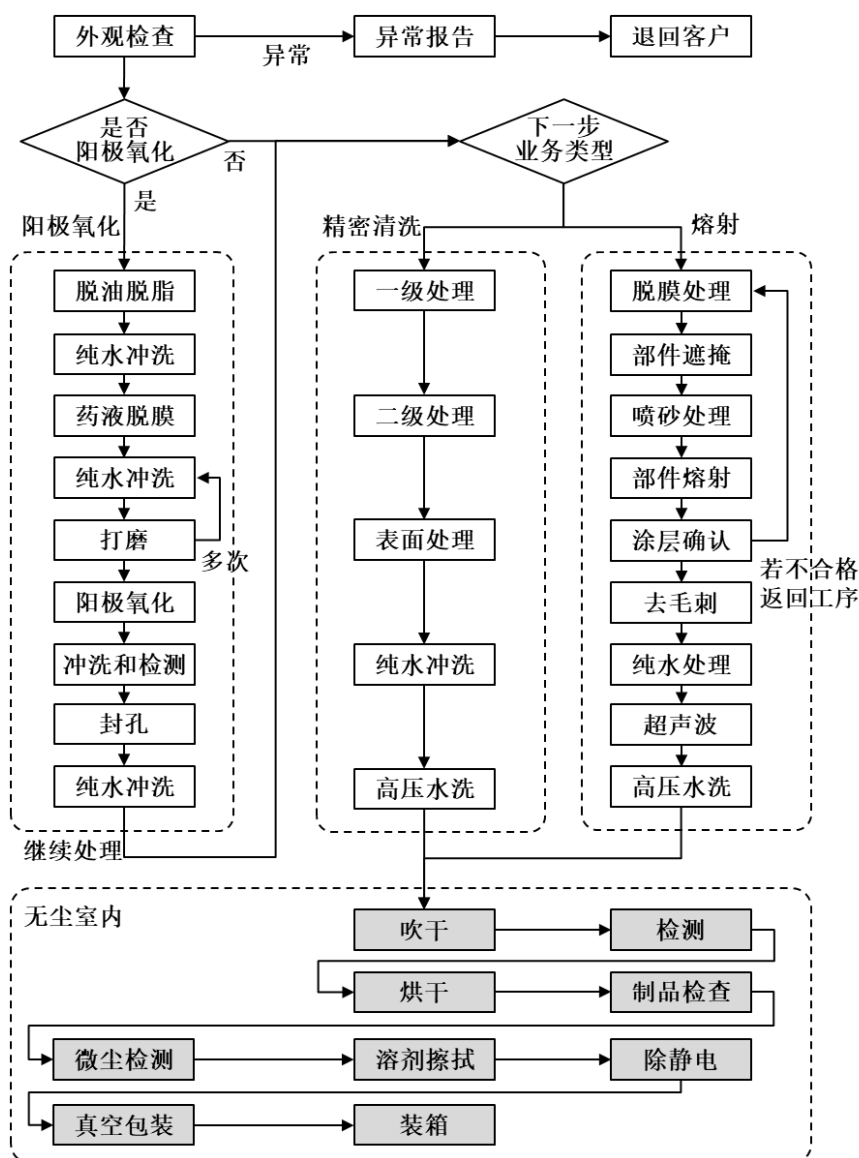 外观检查
异常
异常报告
退回客户
是否
阳极氧化
否
是
下一步
业务类型
阳极氧化
脱油脱脂
纯水冲洗
药液脱膜
纯水冲洗
打磨
多次
阳极氧化
冲洗和检测
封孔
纯水冲洗
继续处理
精密清洗
一级处理
二级处理
表面处理
纯水冲洗
高压水洗
熔射
脱膜处理
部件遮掩
喷砂处理
部件熔射
涂层确认
若不合格
返回工序
去毛刺
纯水处理
超声波
高压水洗
无尘室内
吹干
检测
烘干
制品检查
微尘检测
溶剂擦拭
除静电
真空包装
装箱